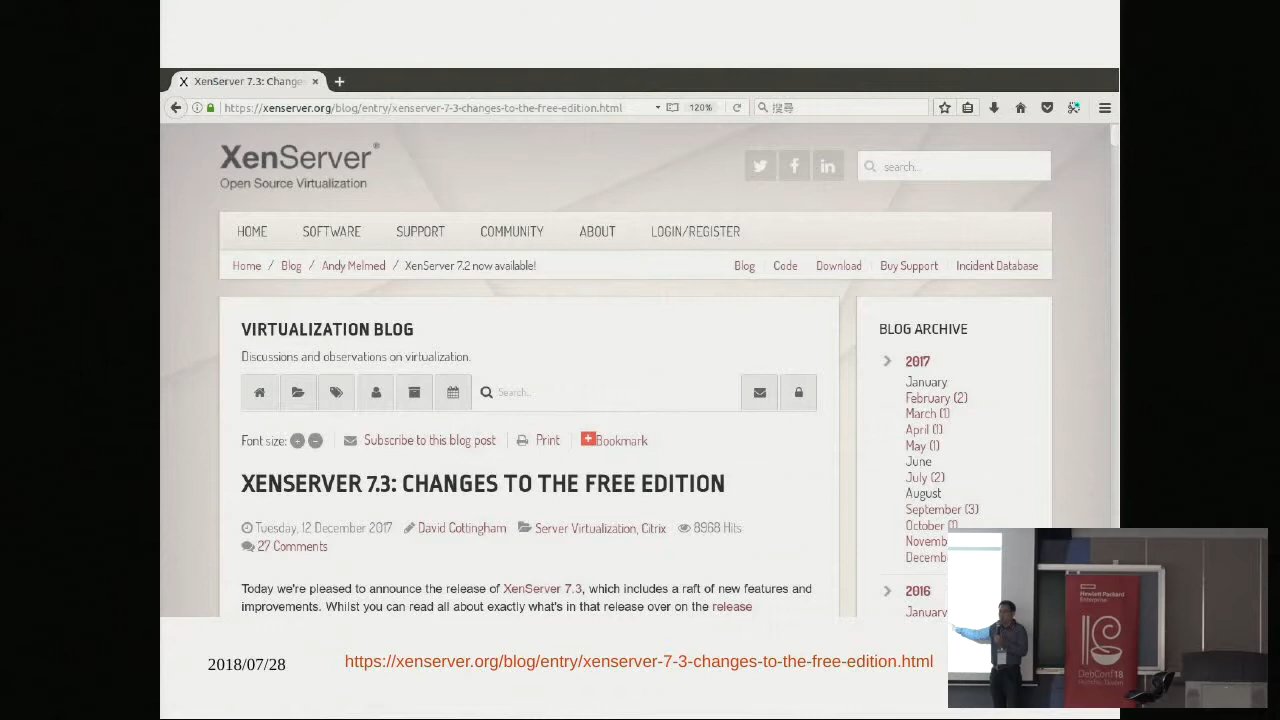 XenServer 7.3: Change
https://xenserver.org/blog/entry/xenserver-7-3-changes-to-the-free-edition.html
120%
搜尋
XenServer®
Open Source Virtualization
search...
HOME SOFTWARE SUPPORT COMMUNITY ABOUT LOGIN/REGISTER
Home / Blog / Andy Melmed / XenServer 7.2 now available!
Blog Code Download Buy Support Incident Database
VIRTUALIZATION BLOG
Discussions and observations on virtualization.
Search...
Font size: + - Subscribe to this blog post Print Bookmark
XENSERVER 7.3: CHANGES TO THE FREE EDITION
Tuesday, 12 December 2017 David Cottingham Server Virtualization, Citrix 8968 Hits
27 Comments
Today we're pleased to announce the release of XenServer 7.3, which includes a raft of new features and
improvements. Whilst you can read all about exactly what's in that release over on the release
BLOG ARCHIVE
2017
January
February (2)
March (1)
April (1)
May (1)
June
July (2)
August
September (3)
October (1)
Novemb
Decemb
2016
January
Hewlett Packard
Enterprise
DebConf18
2018/07/28
https://xenserver.org/blog/entry/xenserver-7-3-changes-to-the-free-edition.html